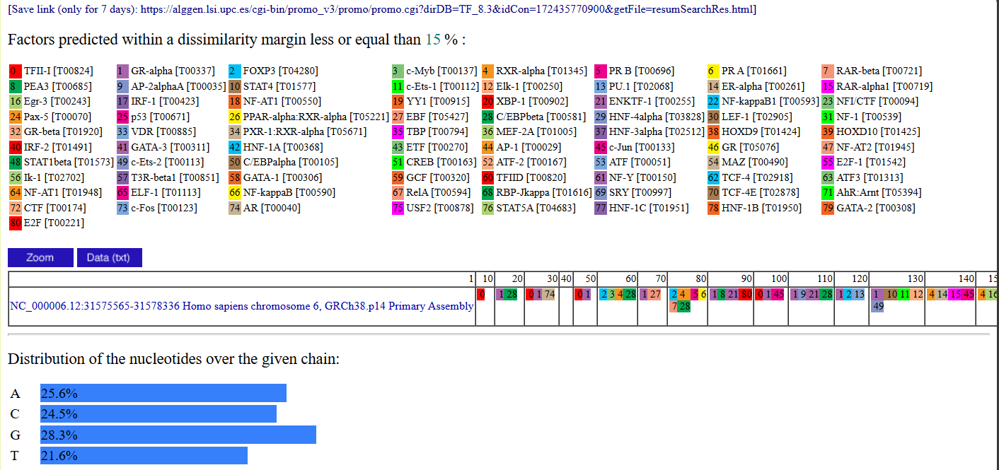 [Save link (only for 7 days): https://alggen.lsi.upc.es/cgi-bin/promo_v3/promo/promo.cgi?dirDB=TF_8.3&idCon=172435770900&getFile=resumSearchRes.html]
Factors predicted within a dissimilarity margin less or equal than 15 % :
0 TFII-I [T00824] 1 GR-alpha [T00337] 2 FOXP3 [T04280] 3 c-Myb [T00137] 4 RXR-alpha [T01345] 5 PR B [T00696] 6 PR A [T01661] 7 RAR-beta [T00721]
8 PEA3 [T00685] 9 AP-2alphaA [T00035] 10 STAT4 [T01577] 11 c-Ets-1 [T00112] 12 Elk-1 [T00250] 13 PU.1 [T02068] 14 ER-alpha [T00261] 15 RAR-alpha1 [T00719]
16 Egr-3 [T00243] 17 IRF-1 [T00423] 18 NF-AT1 [T00550] 19 YY1 [T00915] 20 XBP-1 [T00902] 21 ENKTF-1 [T00255] 22 NF-kappaB1 [T00593] 23 NFI/CTF [T00094]
24 Pax-5 [T00070] 25 p53 [T00671] 26 PPAR-alpha:RXR-alpha [T05221] 27 EBF [T05427] 28 C/EBPbeta [T00581] 29 HNF-4alpha [T03828] 30 LEF-1 [T02905] 31 NF-1 [T00539]
32 GR-beta [T01920] 33 VDR [T00885] 34 PXR-1:RXR-alpha [T05671] 35 TBP [T00794] 36 MEF-2A [T01005] 37 HNF-3alpha [T02512] 38 HOXD9 [T01424] 39 HOXD10 [T01425]
40 IRF-2 [T01491] 41 GATA-3 [T00311] 42 HNF-1A [T00368] 43 ETF [T00270] 44 AP-1 [T00029] 45 c-Jun [T00133] 46 GR [T05076] 47 NF-AT2 [T01945]
48 STAT1beta [T01573] 49 c-Ets-2 [T00113] 50 C/EBPalpha [T00105] 51 CREB [T00163] 52 ATF-2 [T00167] 53 ATF [T00051] 54 MAZ [T00490] 55 E2F-1 [T01542]
56 Ik-1 [T02702] 57 T3R-beta1 [T00851] 58 GATA-1 [T00306] 59 GCF [T00320] 60 TFIID [T00820] 61 NF-Y [T00150] 62 TCF-4 [T02918] 63 ATF3 [T01313]
64 NF-AT1 [T01948] 65 ELF-1 [T01113] 66 NF-kappaB [T00590] 67 RelA [T00594] 68 RBP-Jkappa [T01616] 69 SRY [T00997] 70 TCF-4E [T02878] 71 AhR:Arnt [T05394]
72 CTF [T00174] 73 c-Fos [T00123] 74 AR [T00040] 75 USF2 [T00878] 76 STAT5A [T04683] 77 HNF-1C [T01951] 78 HNF-1B [T01950] 79 GATA-2 [T00308]
80 E2F [T00221]
Zoom Data (txt)
1 10 20 30 40 50 60 70 80 90 100 110 120 130 140 15
0 1 28 0 1 74 0 1 2 3 4 28 1 27 2 4 5 6 1 8 21 80 0 1 45 1 9 21 28 1 2 13 1 10 11 12 4 14 15 45 4 16
NC_000006.12:31575565-31578336 Homo sapiens chromosome 6, GRCh38.p14 Primary Assembly 7 28 49
Distribution of the nucleotides over the given chain:
A 25.6%
C 24.5%
G 28.3%
T 21.6%